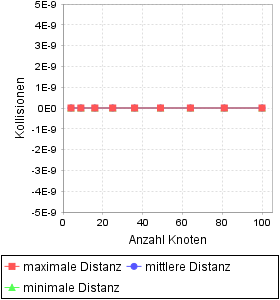 5E-9
4E-9
3E-9
2E-9
1E-9
0E0
-1E-9
-2E-9
-3E-9
-4E-9
-5E-9
Kollisionen
0 20 40 60 80 100
Anzahl Knoten
maximale Distanz mittlere Distanz
minimale Distanz